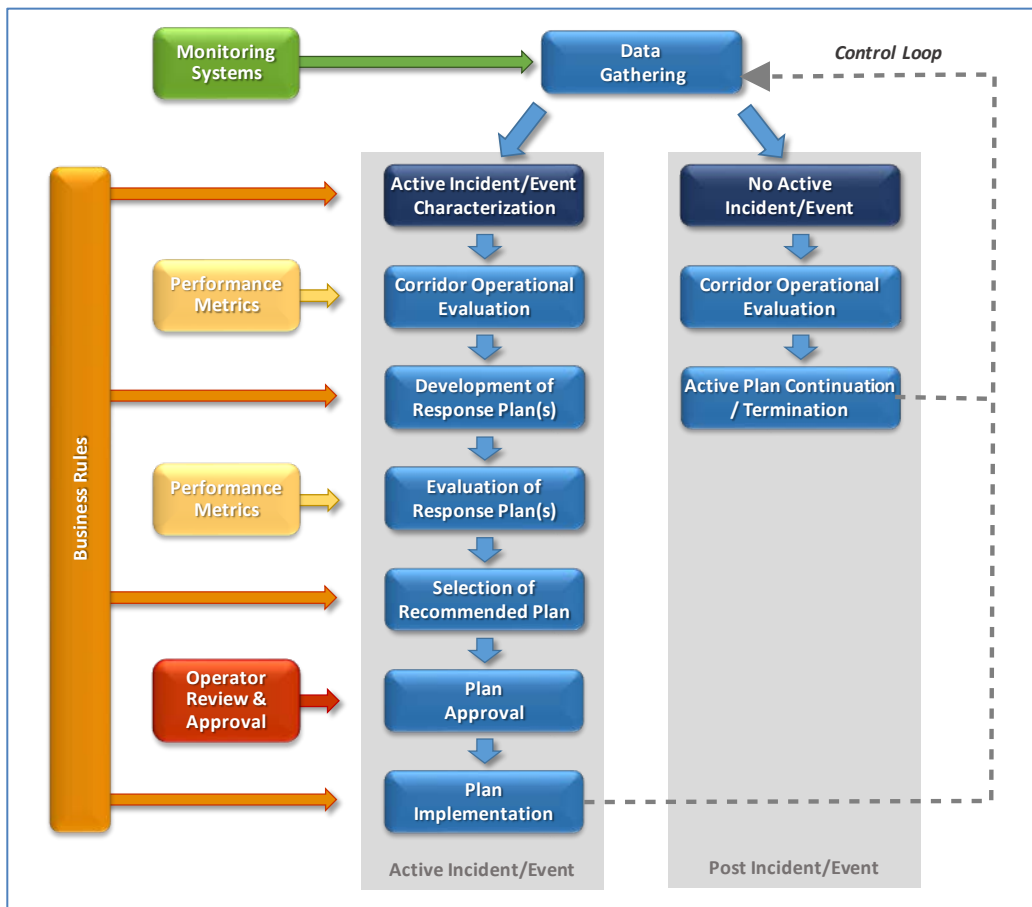 Monitoring
Systems
Data
Gathering
Control Loop
Business Rules
Active Incident/Event
Characterization
No Active
Incident/Event
Performance
Metrics
Corridor Operational
Evaluation
Corridor Operational
Evaluation
Development of
Response Plan(s)
Active Plan Continuation
/ Termination
Performance
Metrics
Evaluation of
Response Plan(s)
Selection of
Recommended Plan
Operator
Review &
Approval
Plan
Approval
Plan
Implementation
Active Incident/Event
Post Incident/Event